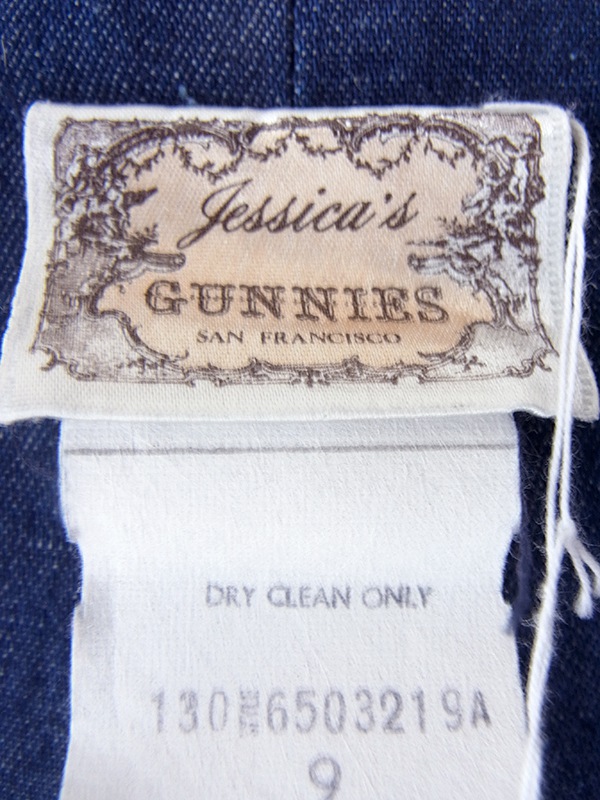 Jessica's
GUNNIES
SAN FRANCISCO
DRY CLEAN ONLY
130 6503219A
9